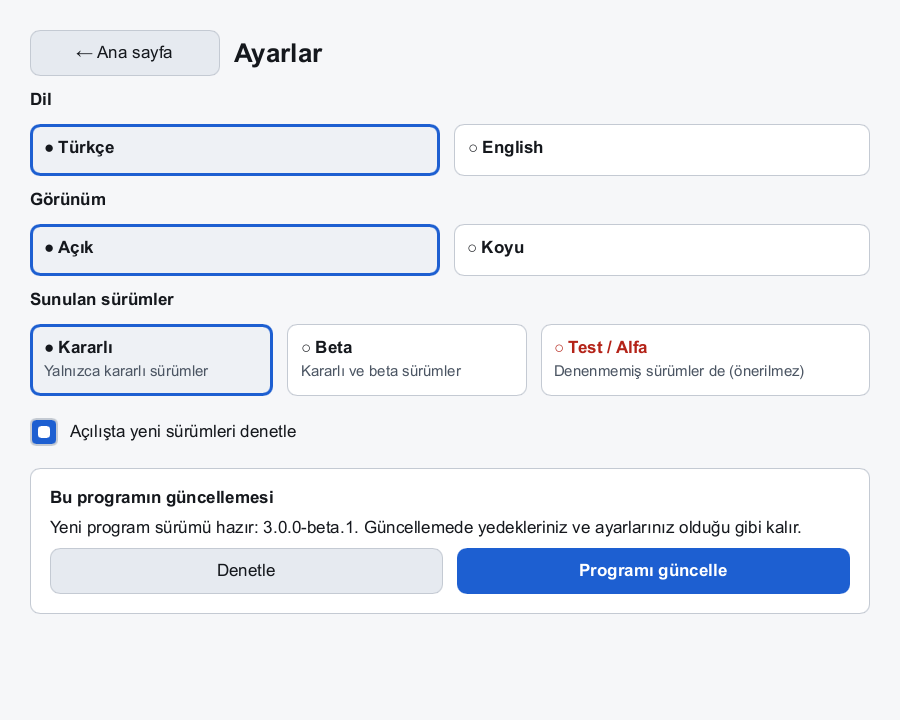 ← Ana sayfa
Ayarlar
Dil
● Türkçe
○ English
Görünüm
● Açık
○ Koyu
Sunulan sürümler
● Kararlı
Yalnızca kararlı sürümler
○ Beta
Kararlı ve beta sürümler
○ Test / Alfa
Denenmemiş sürümler de (önerilmez)
Açılışta yeni sürümleri denetle
Bu programın güncellemesi
Yeni program sürümü hazır: 3.0.0-beta.1. Güncellemede yedekleriniz ve ayarlarınız olduğu gibi kalır.
Denetle
Programı güncelle